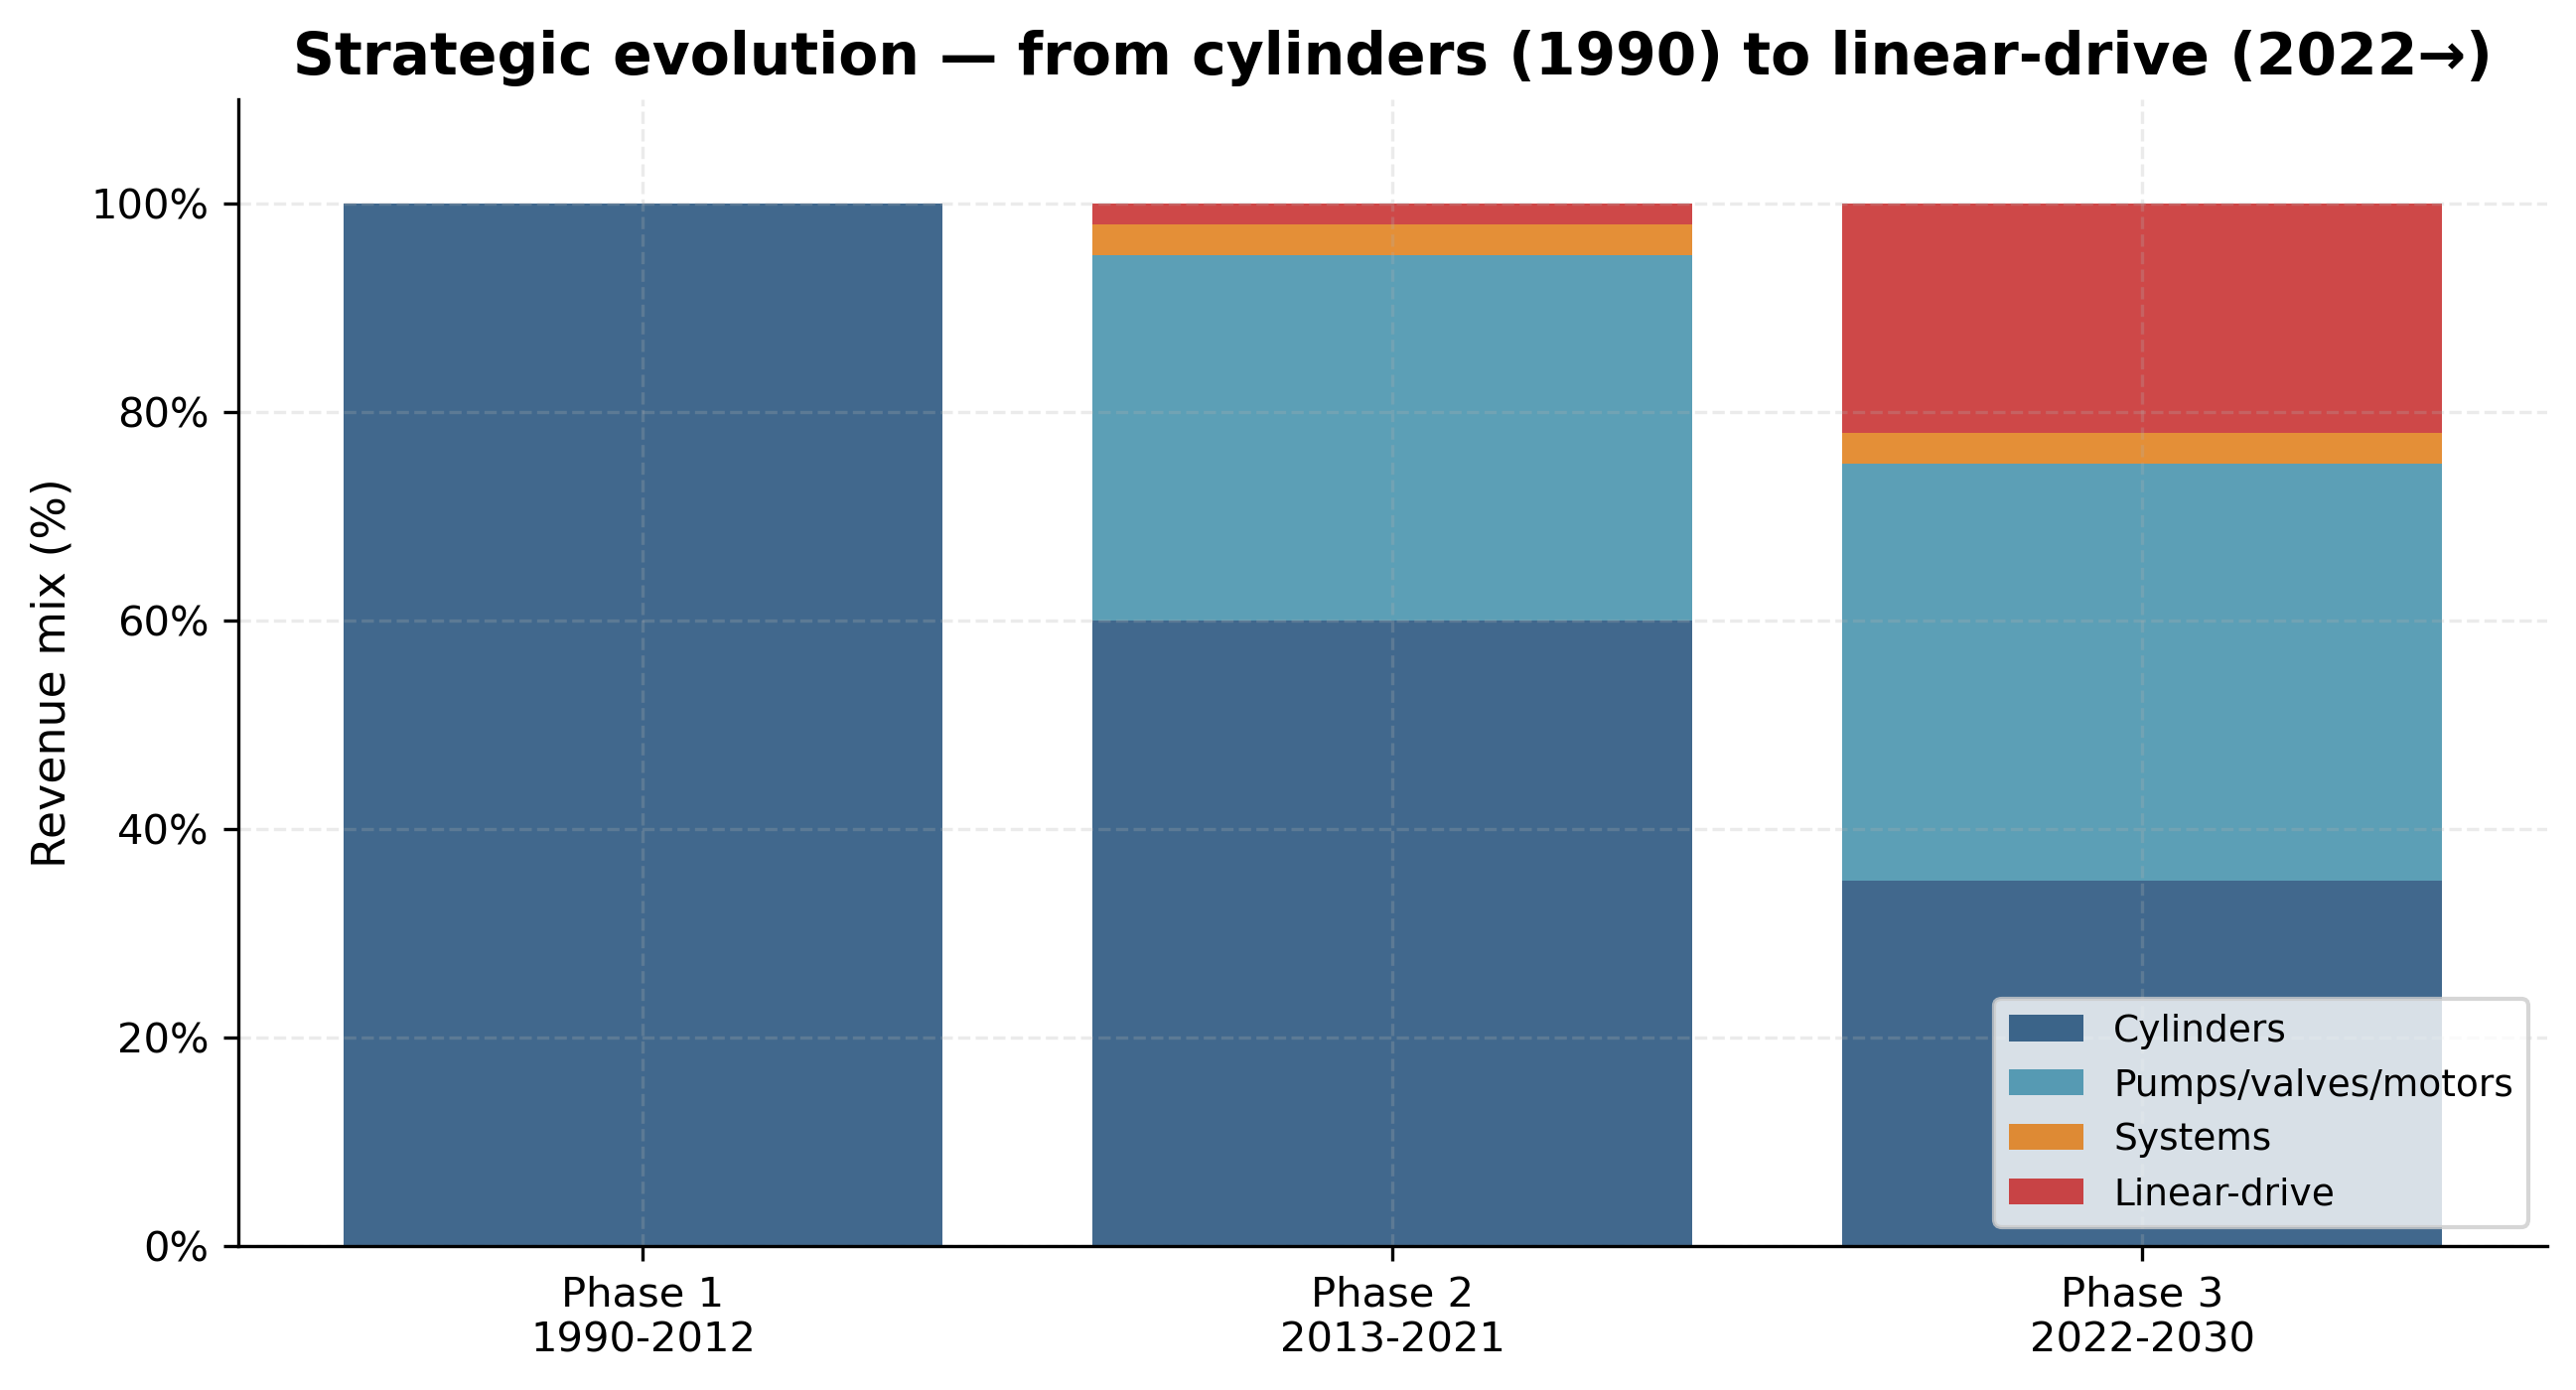 Strategic evolution — from cylinders (1990) to linear-drive (2022→)
Revenue mix (%)
100%
80%
60%
40%
20%
0%
Cylinders
Pumps/valves/motors
Systems
Linear-drive
Phase 1
1990-2012
Phase 2
2013-2021
Phase 3
2022-2030